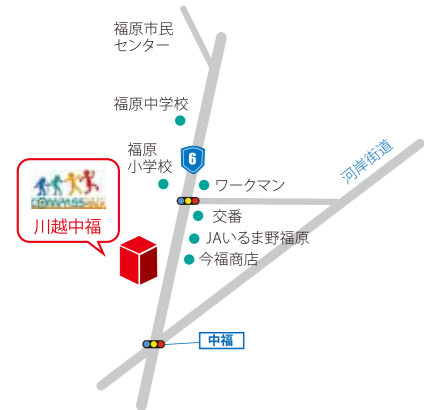 福原市民
センター
福原中学校
福原
小学校
6
ワークマン
河岸街道
COMPASS
川越中福
交番
JAいるま野福原
今福商店
中福